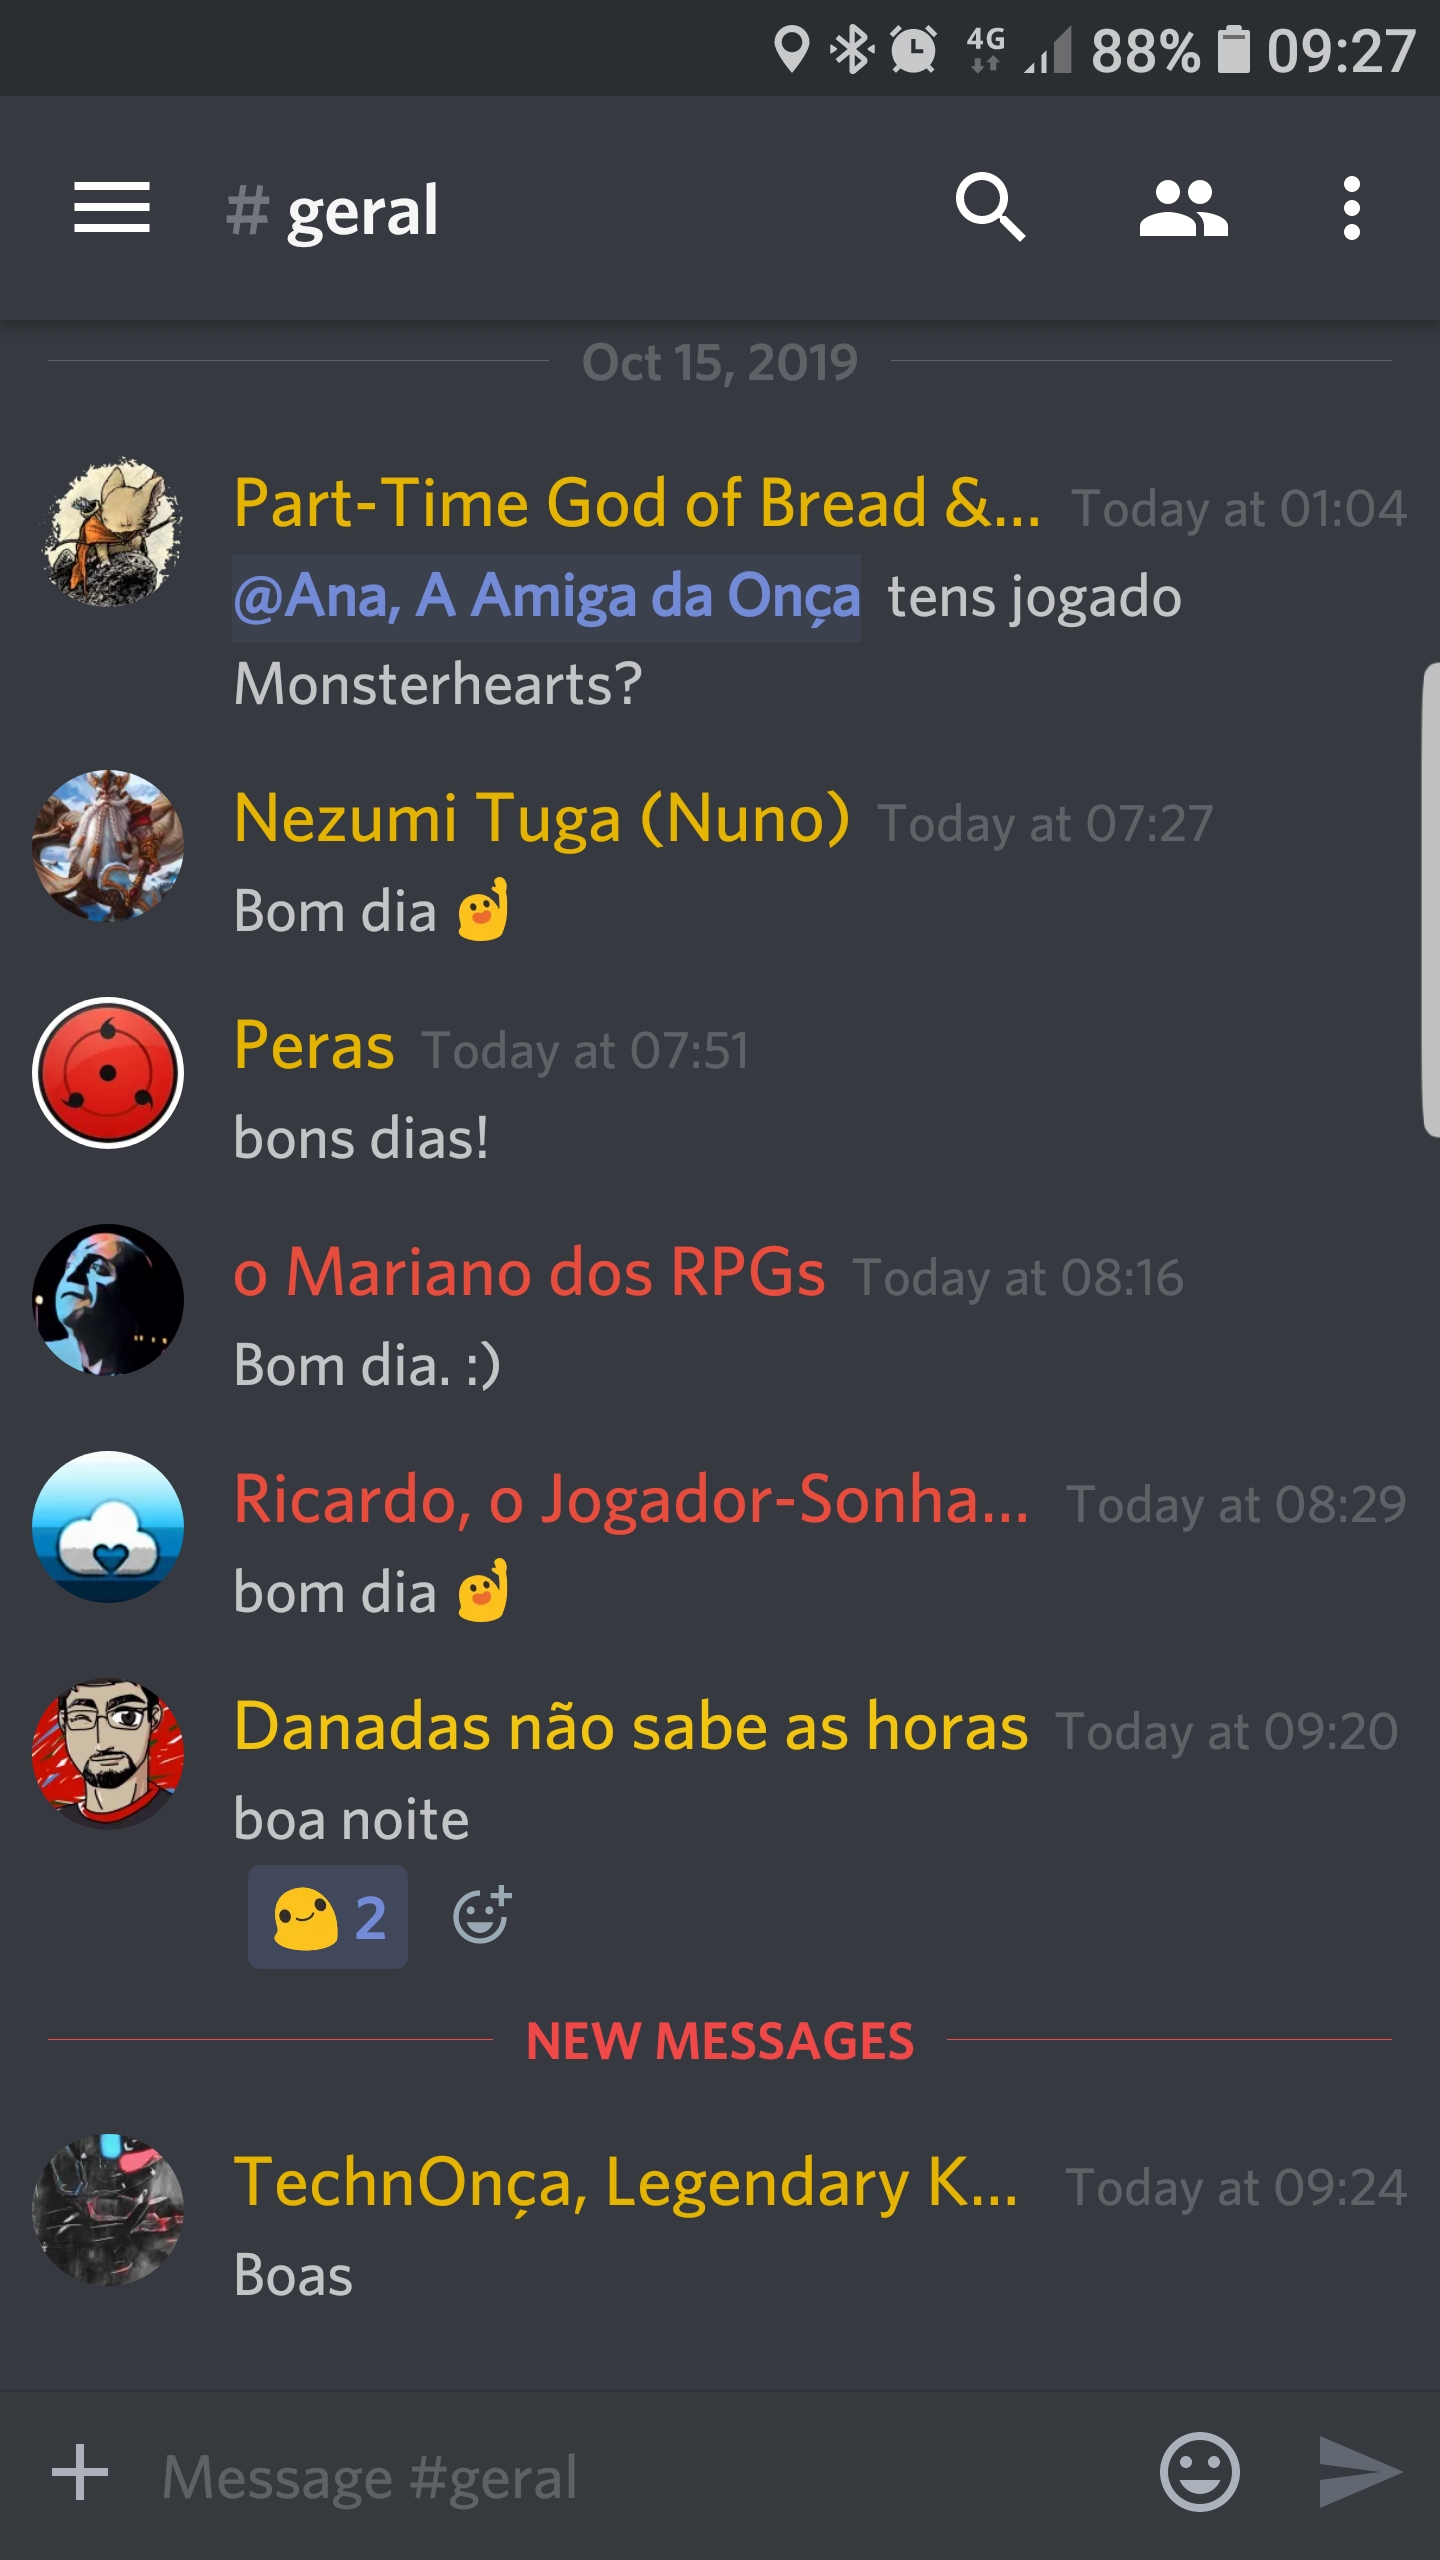 4G 88% 09:27
# geral
Oct 15, 2019
Part-Time God of Bread &... Today at 01:04
@Ana, A Amiga da Onça tens jogado
Monsterhearts?
Nezumi Tuga (Nuno) Today at 07:27
Bom dia
Peras Today at 07:51
bons dias!
o Mariano dos RPGs Today at 08:16
Bom dia. :)
Ricardo, o Jogador-Sonha... Today at 08:29
bom dia
Danadas não sabe as horas Today at 09:20
boa noite
2
NEW MESSAGES
TechnOnça, Legendary K... Today at 09:24
Boas
Message #geral